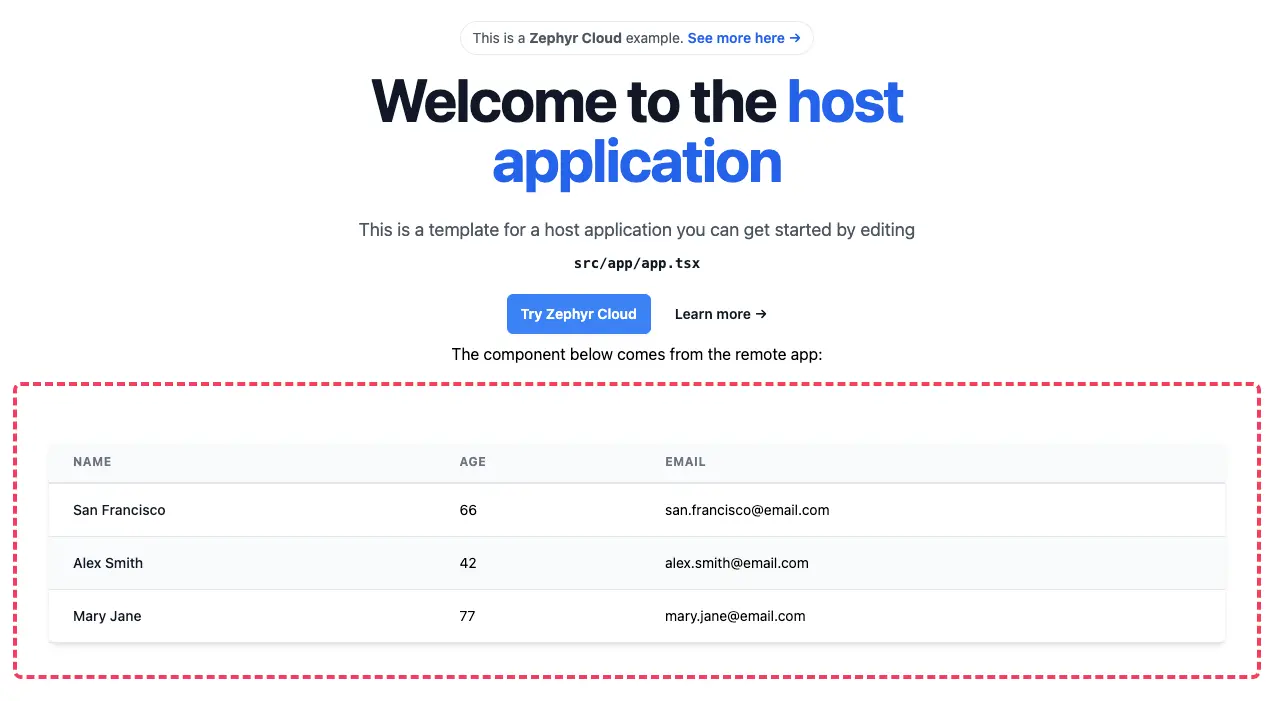 This is a Zephyr Cloud example. See more here →
Welcome to the host
application
This is a template for a host application you can get started by editing
src/app/app.tsx
Try Zephyr Cloud Learn more →
The component below comes from the remote app:
NAME AGE EMAIL
San Francisco 66 san.francisco@email.com
Alex Smith 42 alex.smith@email.com
Mary Jane 77 mary.jane@email.com